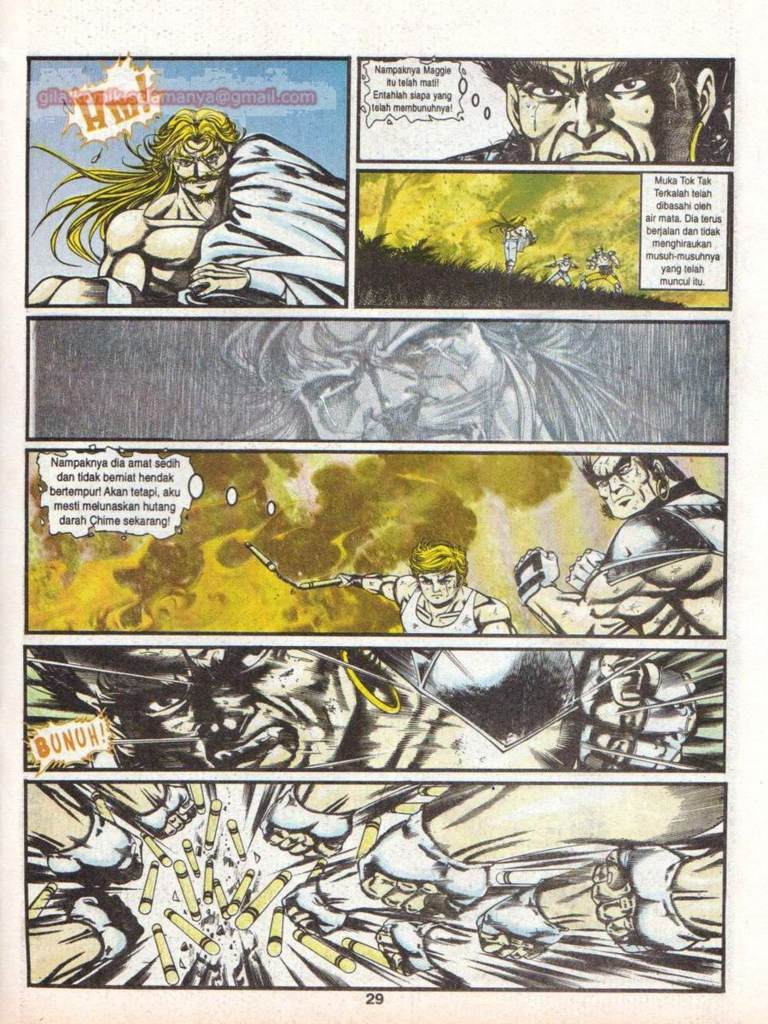 HIH!
Nampaknya Maggie
itu telah mati!
Entahlah siapa yang
telah membunuhnya!
Muka Tok Tak
Terkalah telah
dibasahi oleh
air mata. Dia terus
berjalan dan tidak
menghiraukan
musuh-musuhnya
yang telah
muncul itu.
Nampaknya dia amat sedih
dan tidak berniat hendak
bertempur! Akan tetapi, aku
mesti melunaskan hutang
darah Chime sekarang!
BUNUH!
29